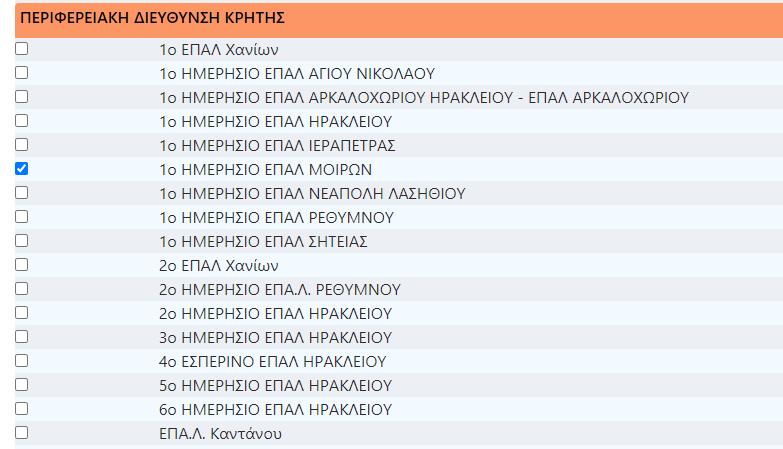 ΠΕΡΙΦΕΡΕΙΑΚΗ ΔΙΕΥΘΥΝΣΗ ΚΡΗΤΗΣ
1ο ΕΠΑΛ Χανίων
1ο ΗΜΕΡΗΣΙΟ ΕΠΑΛ ΑΓΙΟΥ ΝΙΚΟΛΑΟΥ
1ο ΗΜΕΡΗΣΙΟ ΕΠΑΛ ΑΡΚΑΛΟΧΩΡΙΟΥ ΗΡΑΚΛΕΙΟΥ - ΕΠΑΛ ΑΡΚΑΛΟΧΩΡΙΟΥ
1ο ΗΜΕΡΗΣΙΟ ΕΠΑΛ ΗΡΑΚΛΕΙΟΥ
1ο ΗΜΕΡΗΣΙΟ ΕΠΑΛ ΙΕΡΑΠΕΤΡΑΣ
1ο ΗΜΕΡΗΣΙΟ ΕΠΑΛ ΜΟΙΡΩΝ
1ο ΗΜΕΡΗΣΙΟ ΕΠΑΛ ΝΕΑΠΟΛΗ ΛΑΣΗΘΙΟΥ
1ο ΗΜΕΡΗΣΙΟ ΕΠΑΛ ΡΕΘΥΜΝΟΥ
1ο ΗΜΕΡΗΣΙΟ ΕΠΑΛ ΣΗΤΕΙΑΣ
2ο ΕΠΑΛ Χανίων
2ο ΗΜΕΡΗΣΙΟ ΕΠΑ.Λ. ΡΕΘΥΜΝΟΥ
2ο ΗΜΕΡΗΣΙΟ ΕΠΑΛ ΗΡΑΚΛΕΙΟΥ
3ο ΗΜΕΡΗΣΙΟ ΕΠΑΛ ΗΡΑΚΛΕΙΟΥ
4ο ΕΣΠΕΡΙΝΟ ΕΠΑΛ ΗΡΑΚΛΕΙΟΥ
5ο ΗΜΕΡΗΣΙΟ ΕΠΑΛ ΗΡΑΚΛΕΙΟΥ
6ο ΗΜΕΡΗΣΙΟ ΕΠΑΛ ΗΡΑΚΛΕΙΟΥ
ΕΠΑ.Λ. Καντάνου